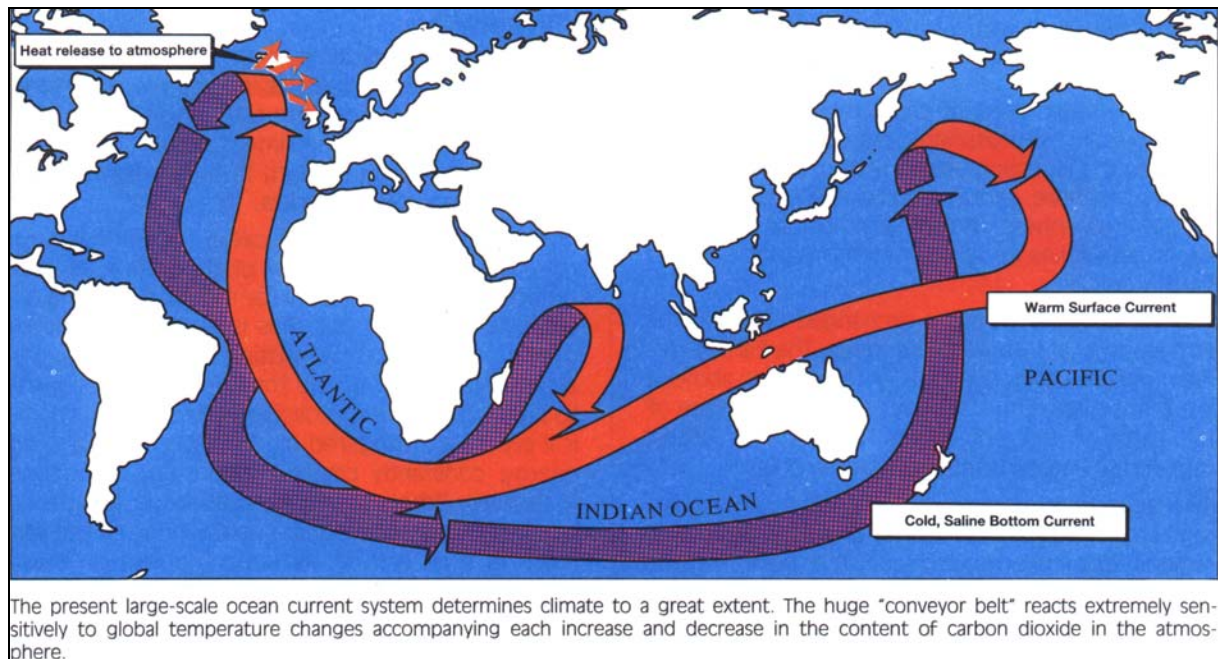 Heat release to atmosphere
Warm Surface Current
ATLANTIC
PACIFIC
INDIAN OCEAN
Cold, Saline Bottom Current
The present large-scale ocean current system determines climate to a great extent. The huge "conveyor belt" reacts extremely sen-
sitively to global temperature changes accompanying each increase and decrease in the content of carbon dioxide in the atmos-
phere.